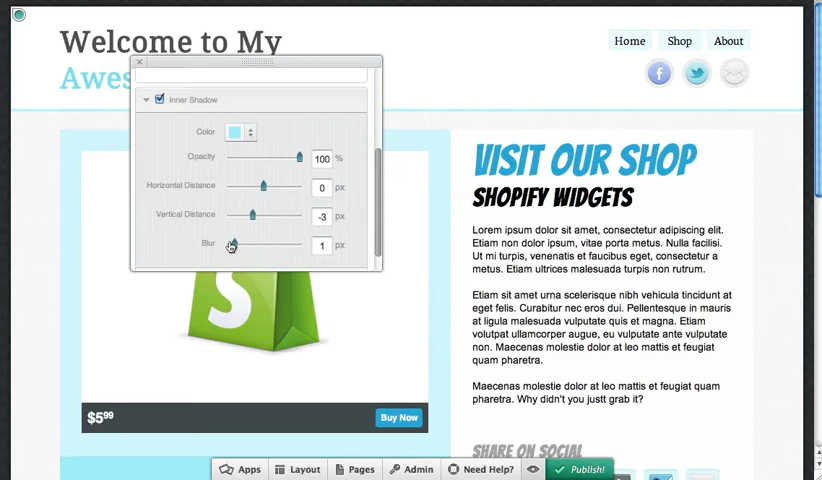 Welcome to My
Awes
Home
Shop
About
f
Inner Shadow
Color
Opacity
100 %
Horizontal Distance
0 px
Vertical Distance
-3 px
Blur
1 px
S
$5⁹⁹
Buy Now
VISIT OUR SHOP
SHOPIFY WIDGETS
Lorem ipsum dolor sit amet, consectetur adipiscing elit.
Etiam non dolor ipsum, vitae porta mauris. Nulla facilisi.
Ut mi turpis, venenatis et faucibus eget, consectetur a
metus. Etiam ultrices malesuada turpis non rutrum.
Etiam sit amet urna scelerisque nibh vehicula tincidunt at
eget felis. Curabitur nec eros dui. Pellentesque in mauris
at ligula malesuada vulputate quis et magna. Etiam
volutpat ullamcorper augue, eu vulputate ante vulputate
non. Maecenas molestie dolor at mattis et feugiat
quam pharetra.
Maecenas molestie dolor et mattis et feugiat quam
pharetra. Why didn't you justt grab it?
SHARE ON SOCIAL
Apps
Layout
Pages
Admin
Need Help?
Publish!